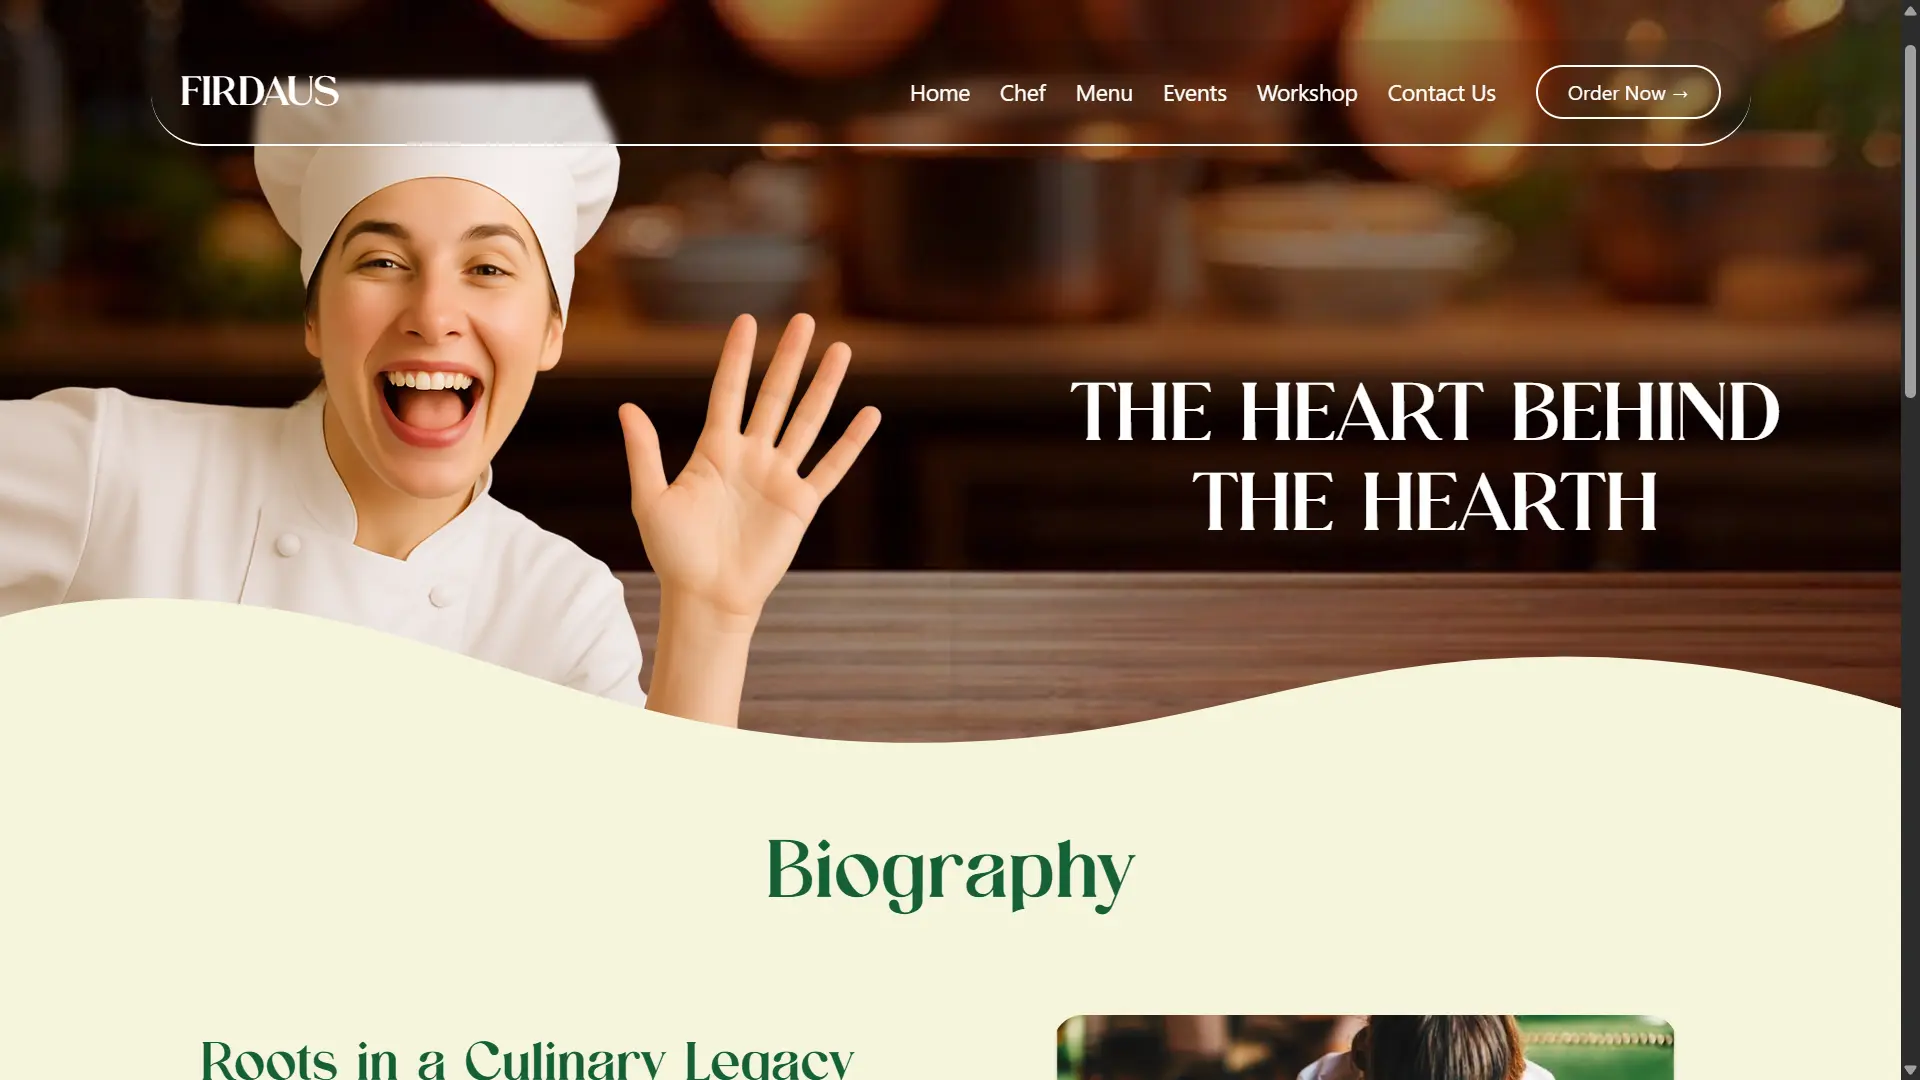 FIRDAUS
Home Chef Menu Events Workshop Contact Us Order Now →
THE HEART BEHIND
THE HEARTH
Biography
Roots in a Culinary Legacy